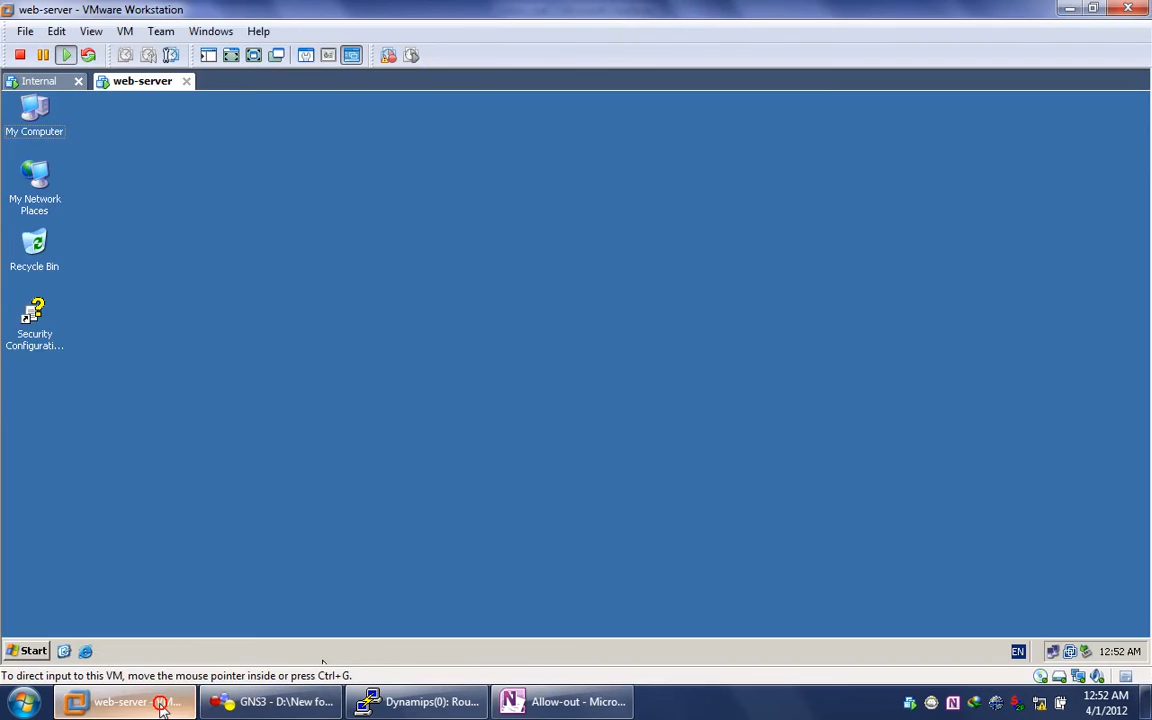 web-server - VMware Workstation
File Edit View VM Team Windows Help
Internal web-server
My Computer
My Network
Places
Recycle Bin
Security
Configurati...
Start EN 12:52 AM
To direct input to this VM, move the mouse pointer inside or press Ctrl+G.
web-server - VM... GNS3 - D:\New fo... Dynamips(0): Rou... Allow-out - Micro... 12:52 AM
4/1/2012